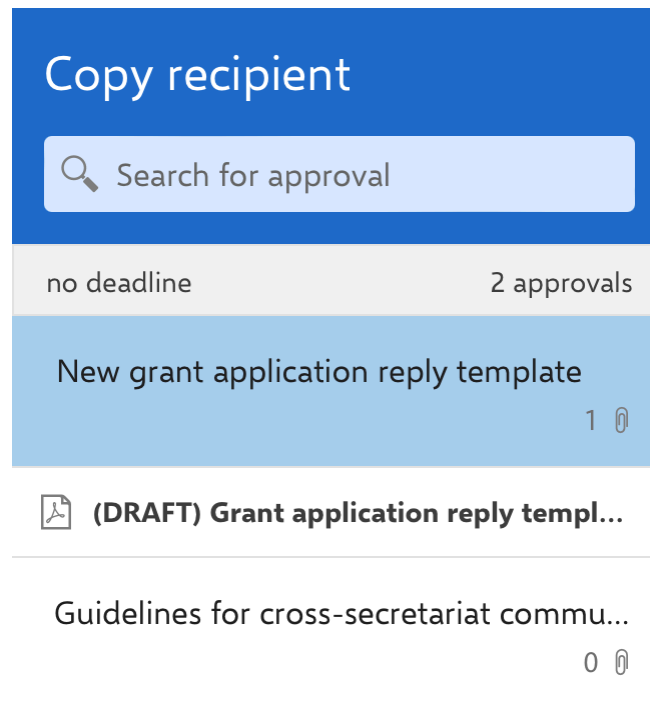 Copy recipient
Search for approval
no deadline 2 approvals
New grant application reply template
1
(DRAFT) Grant application reply templ...
Guidelines for cross-secretariat commu...
0